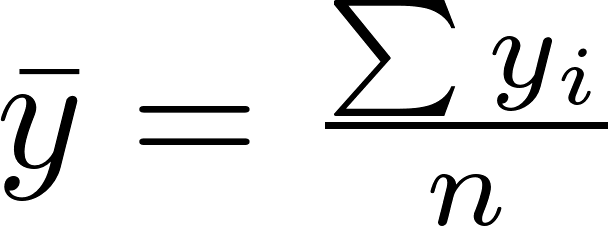 ȳ = ∑ yᵢ / n